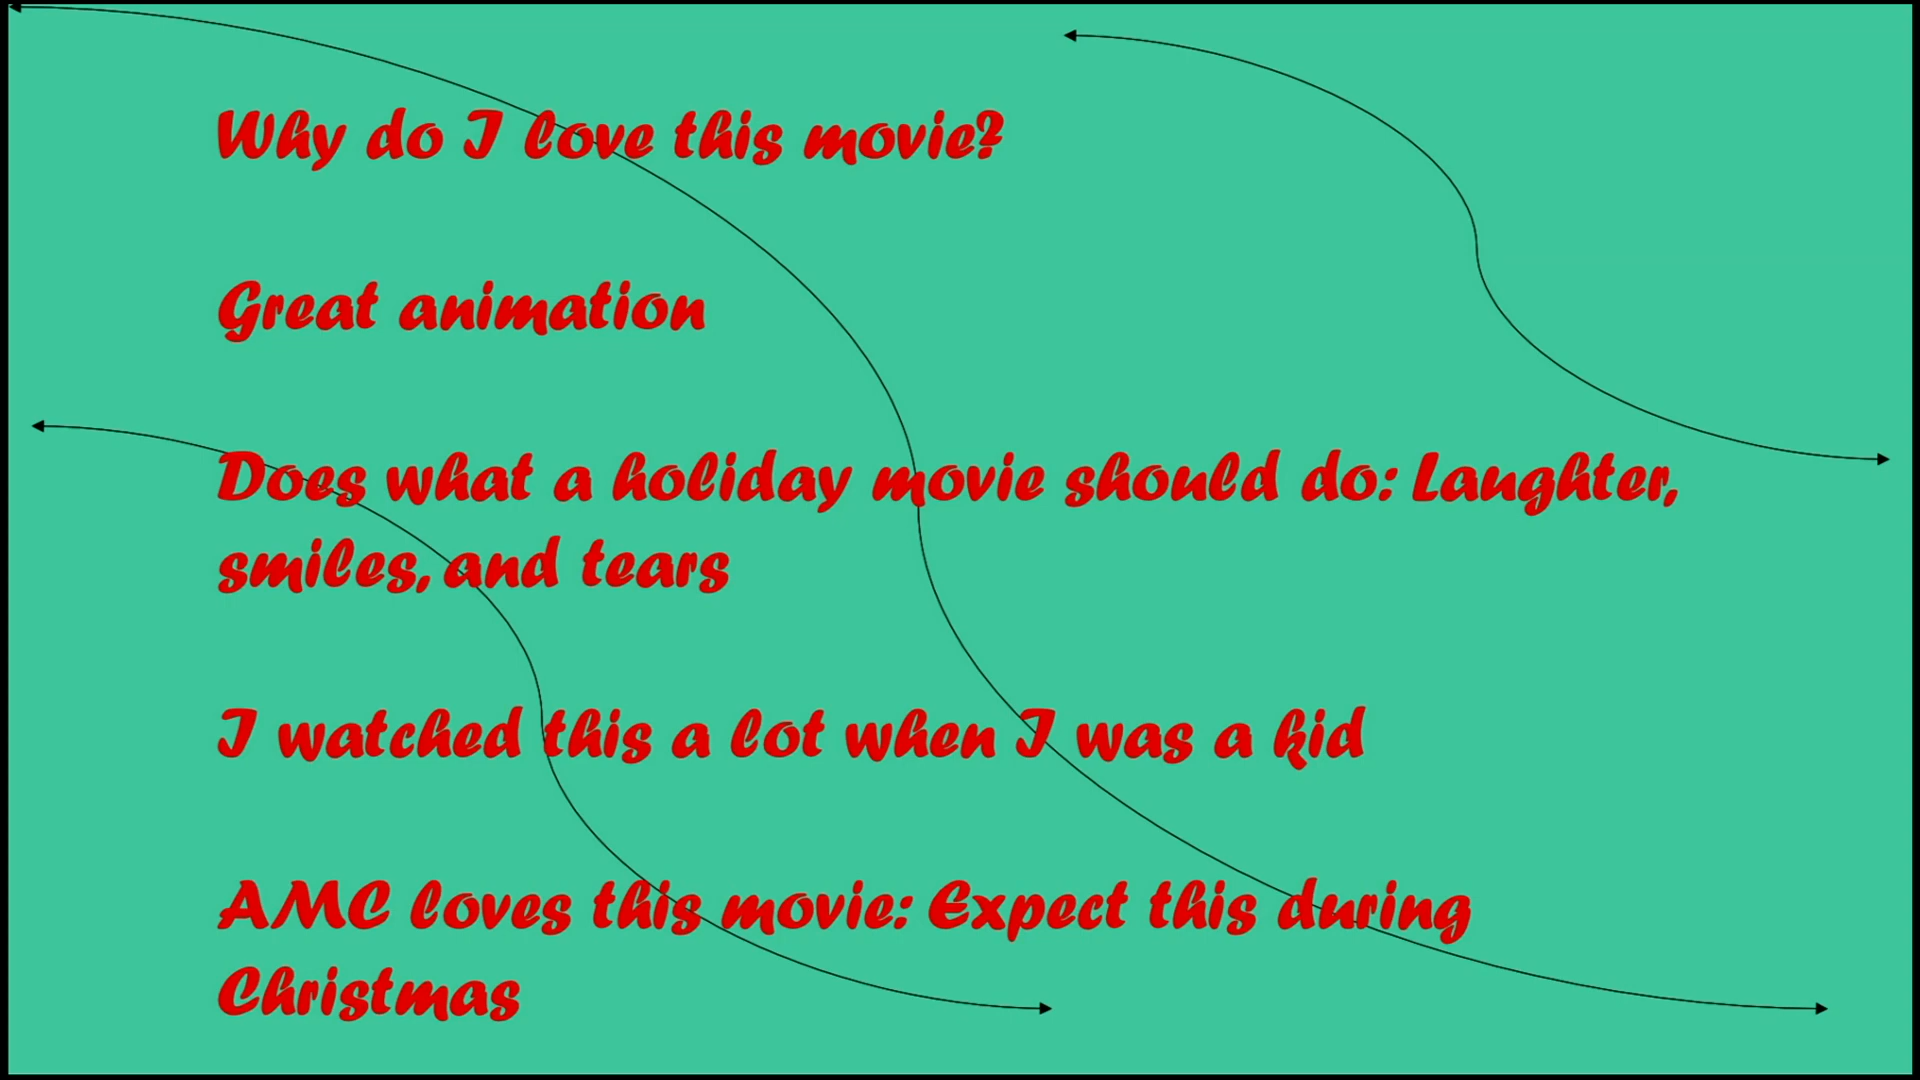 Why do I love this movie?
Great animation
Does what a holiday movie should do: Laughter,
smiles, and tears
I watched this a lot when I was a kid
AMC loves this movie: Expect this during
Christmas